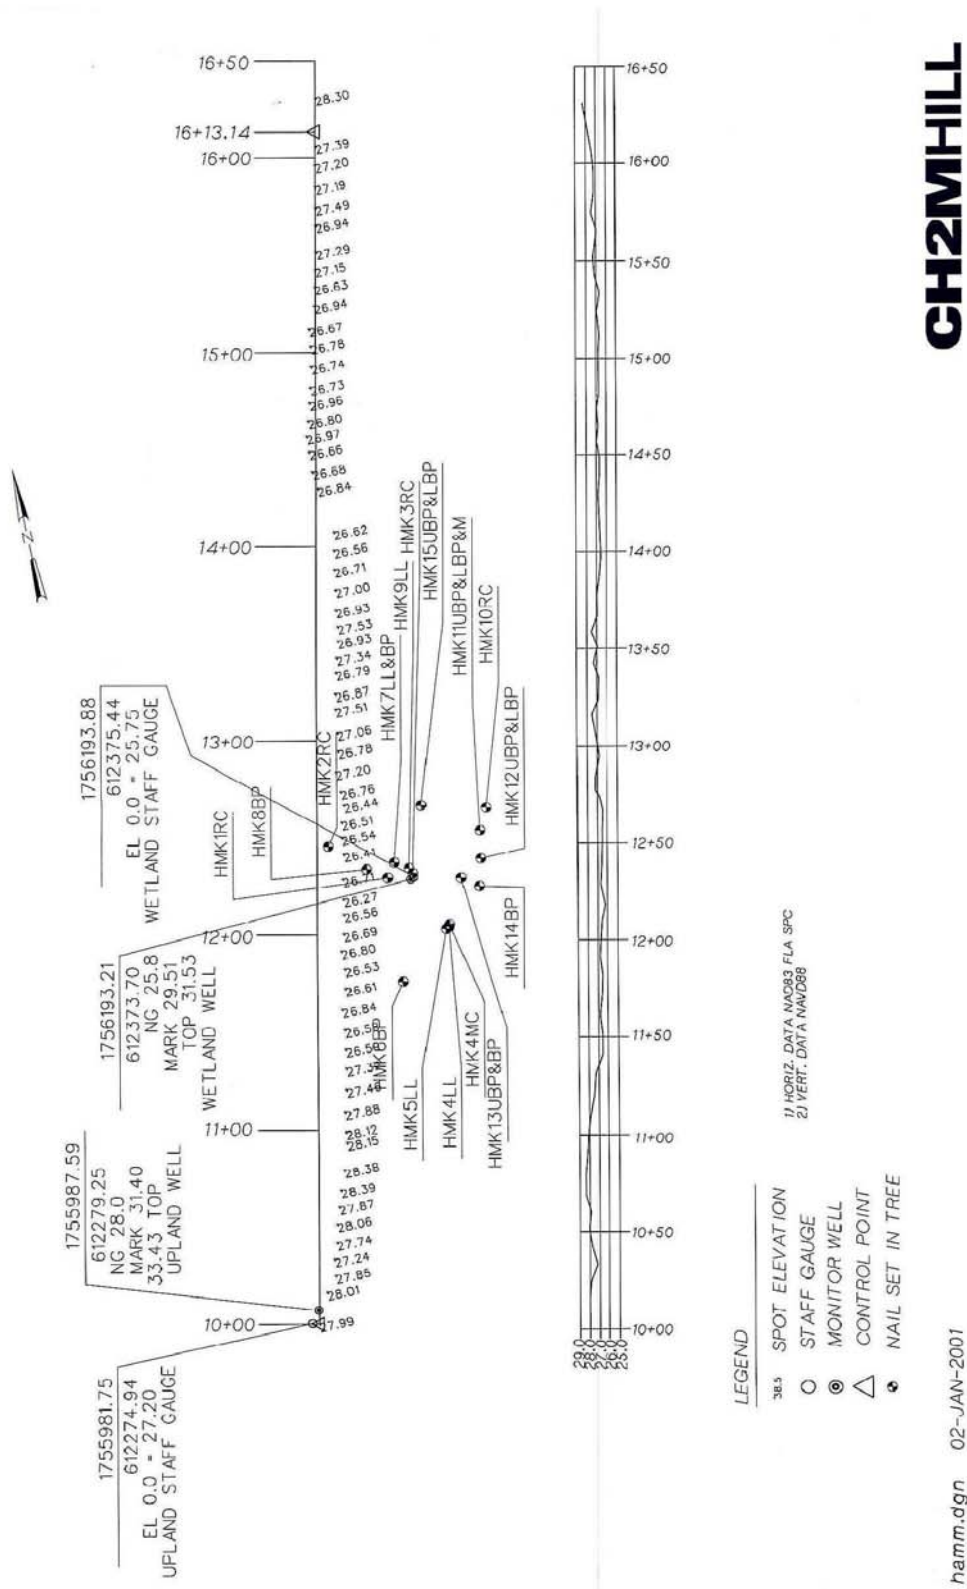 16+50
28.30
16+13.14
27.39
16+00
27.20
27.19
27.49
26.94
27.29
27.15
26.63
26.94
26.67
26.78
15+00
26.74
26.73
26.96
26.80
26.97
26.66
26.68
26.84
26.62
14+00
26.56
26.71
27.00
26.93
27.53
26.93
27.34
26.79
26.87
27.51
27.06
13+00
26.78
27.20
26.76
26.44
26.51
26.54
26.41
26.27
26.56
12+00
26.69
26.80
26.53
26.61
26.84
27.88
11+00
28.12
28.15
28.38
28.39
27.87
28.06
27.74
27.24
27.85
28.01
10+00
27.99
N
HMK1RC
HMK8BP
HMK2RC
HMK7LL&BP
HMK9LL
HMK3RC
HMK15UBP&LBP
HMK11UBP&LBP&M
HMK10RC
HMK12UBP&LBP
HMK14BP
HMK6BP
HMK5LL
HMK4LL
HMK4MC
HMK13UBP&BP
1756193.88
612375.44
EL 0.0 = 25.75
WETLAND STAFF GAUGE
1756193.21
612373.70
NG 25.8
MARK 29.51
TOP 31.53
WETLAND WELL
1755987.59
612279.25
NG 28.0
MARK 31.40
33.43 TOP
UPLAND WELL
1755981.75
612274.94
EL 0.0 = 27.20
UPLAND STAFF GAUGE
16+50
16+00
15+50
15+00
14+50
14+00
13+50
13+00
12+50
12+00
11+50
11+00
10+50
10+00
29.0
28.0
27.0
26.0
25.0
1) HORIZ. DATA NAD83 FLA SPC
2) VERT. DATA NAVD88
LEGEND
38.5 SPOT ELEVATION
STAFF GAUGE
MONITOR WELL
CONTROL POINT
NAIL SET IN TREE
CH2MHILL
hamm.dgn 02-JAN-2001